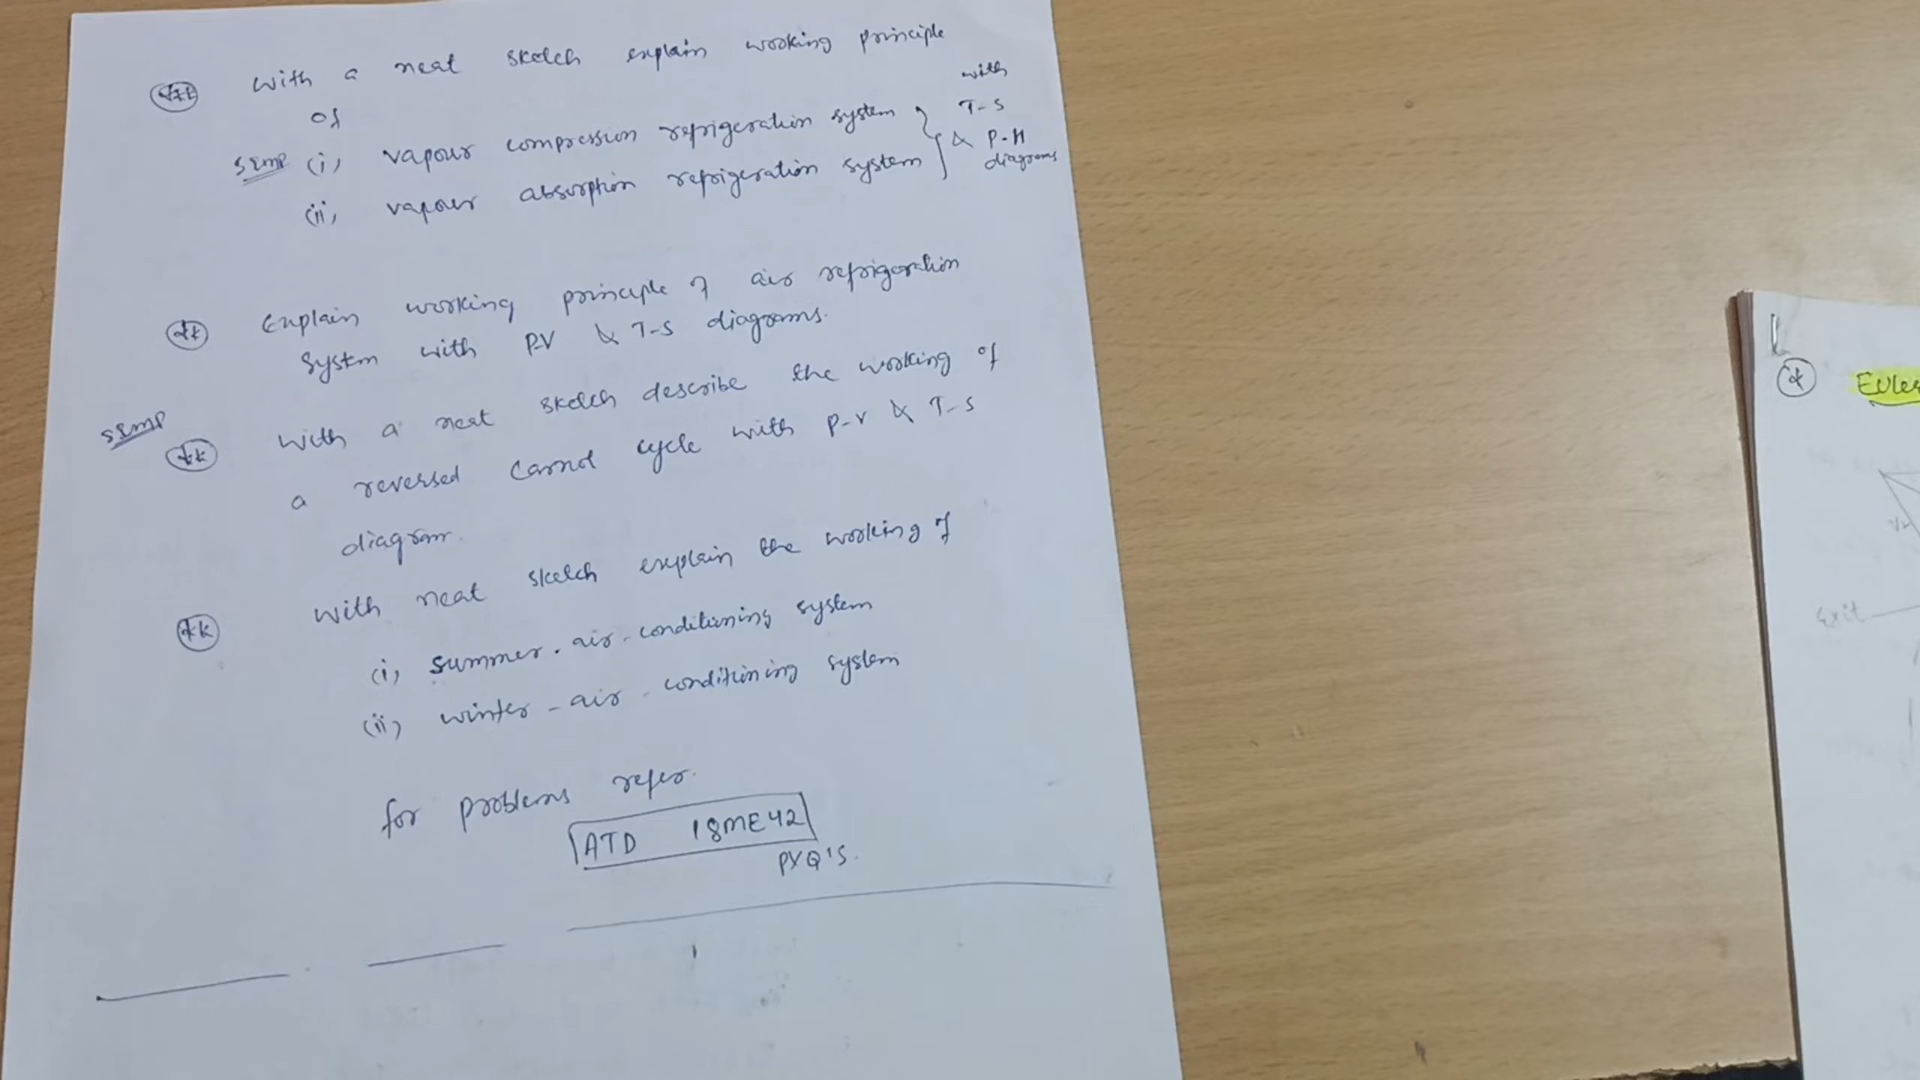 With a neat sketch explain working principle
of
SIMP (i) vapour compression refrigeration system
(ii) vapour absorption refrigeration system
with
T-S
& P-H
diagrams
Explain working principle of air refrigeration
system with P-V & T-S diagrams.
SIMP
With a neat sketch describe the working of
a reversed Carnot cycle with P-V & T-S
diagram.
With neat sketch explain the working of
(i) summer-air-conditioning system
(ii) winter-air-conditioning system
for problems refer.
ATD 18ME42
PYQ'S.
Exit